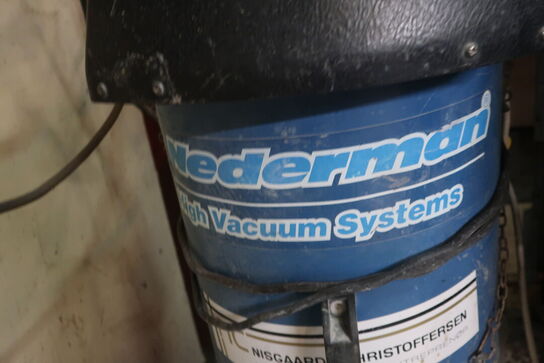 Nederman®
High Vacuum Systems
NISGAARD CHRISTOFFERSEN